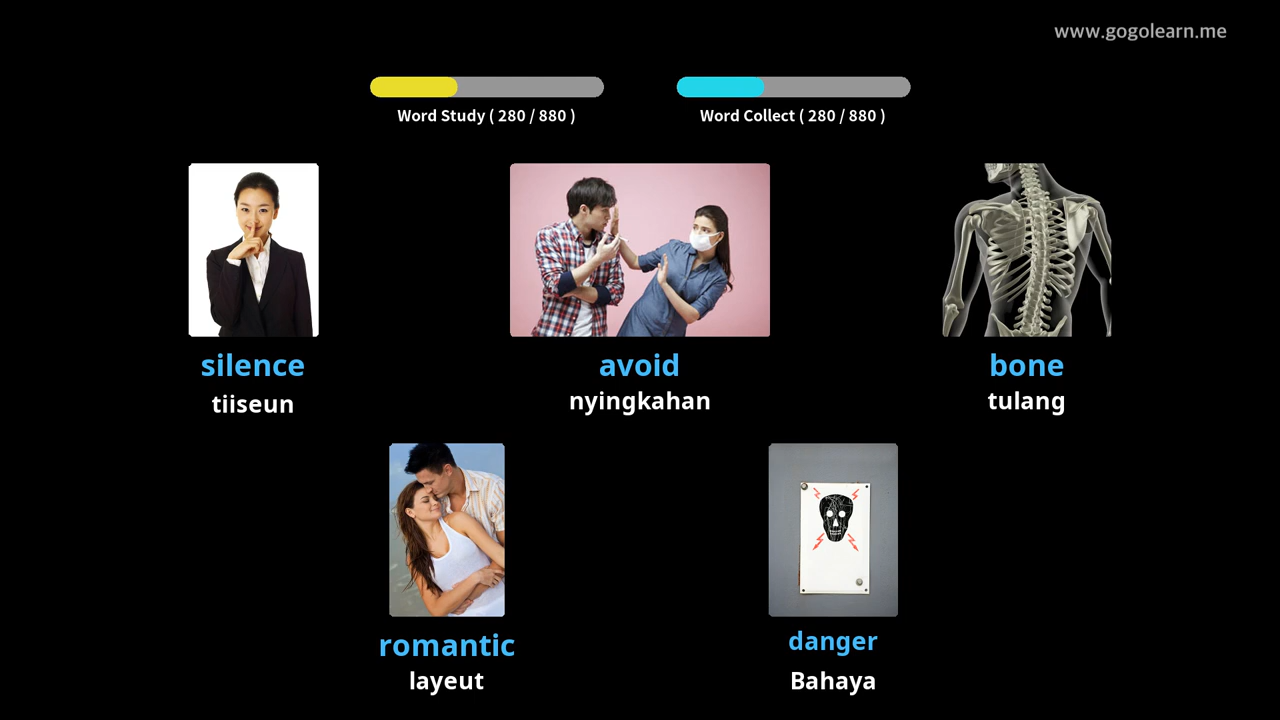 www.gogolearn.me
Word Study ( 280 / 880 )
Word Collect ( 280 / 880 )
silence
tiiseun
avoid
nyingkahan
bone
tulang
romantic
layeut
danger
Bahaya